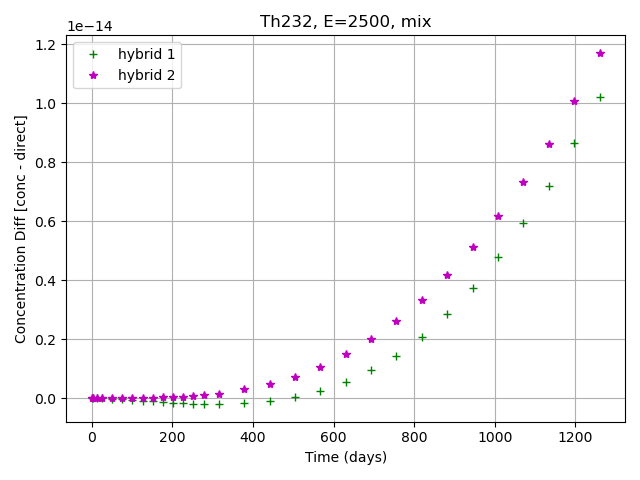 Th232, E=2500, mix
1e−14
hybrid 1
hybrid 2
1.2
1.0
0.8
0.6
0.4
0.2
0.0
Concentration Diff [conc - direct]
0
200
400
600
800
1000
1200
Time (days)